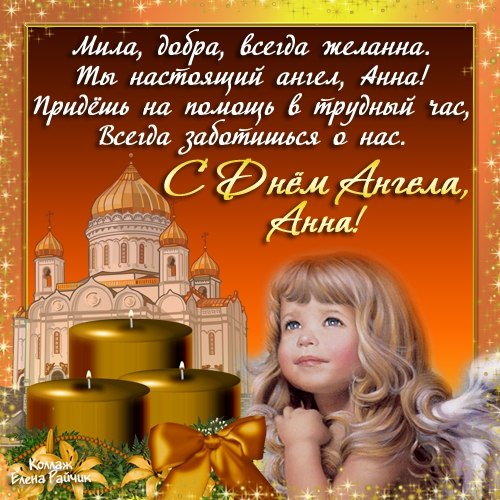 Мила, добра, всегда желанна.
Ты настоящий ангел, Анна!
Придёшь на помощь в трудный час,
Всегда заботишься о нас.
С Днём Ангела,
Анна!
Коллаж
Елена Райчик